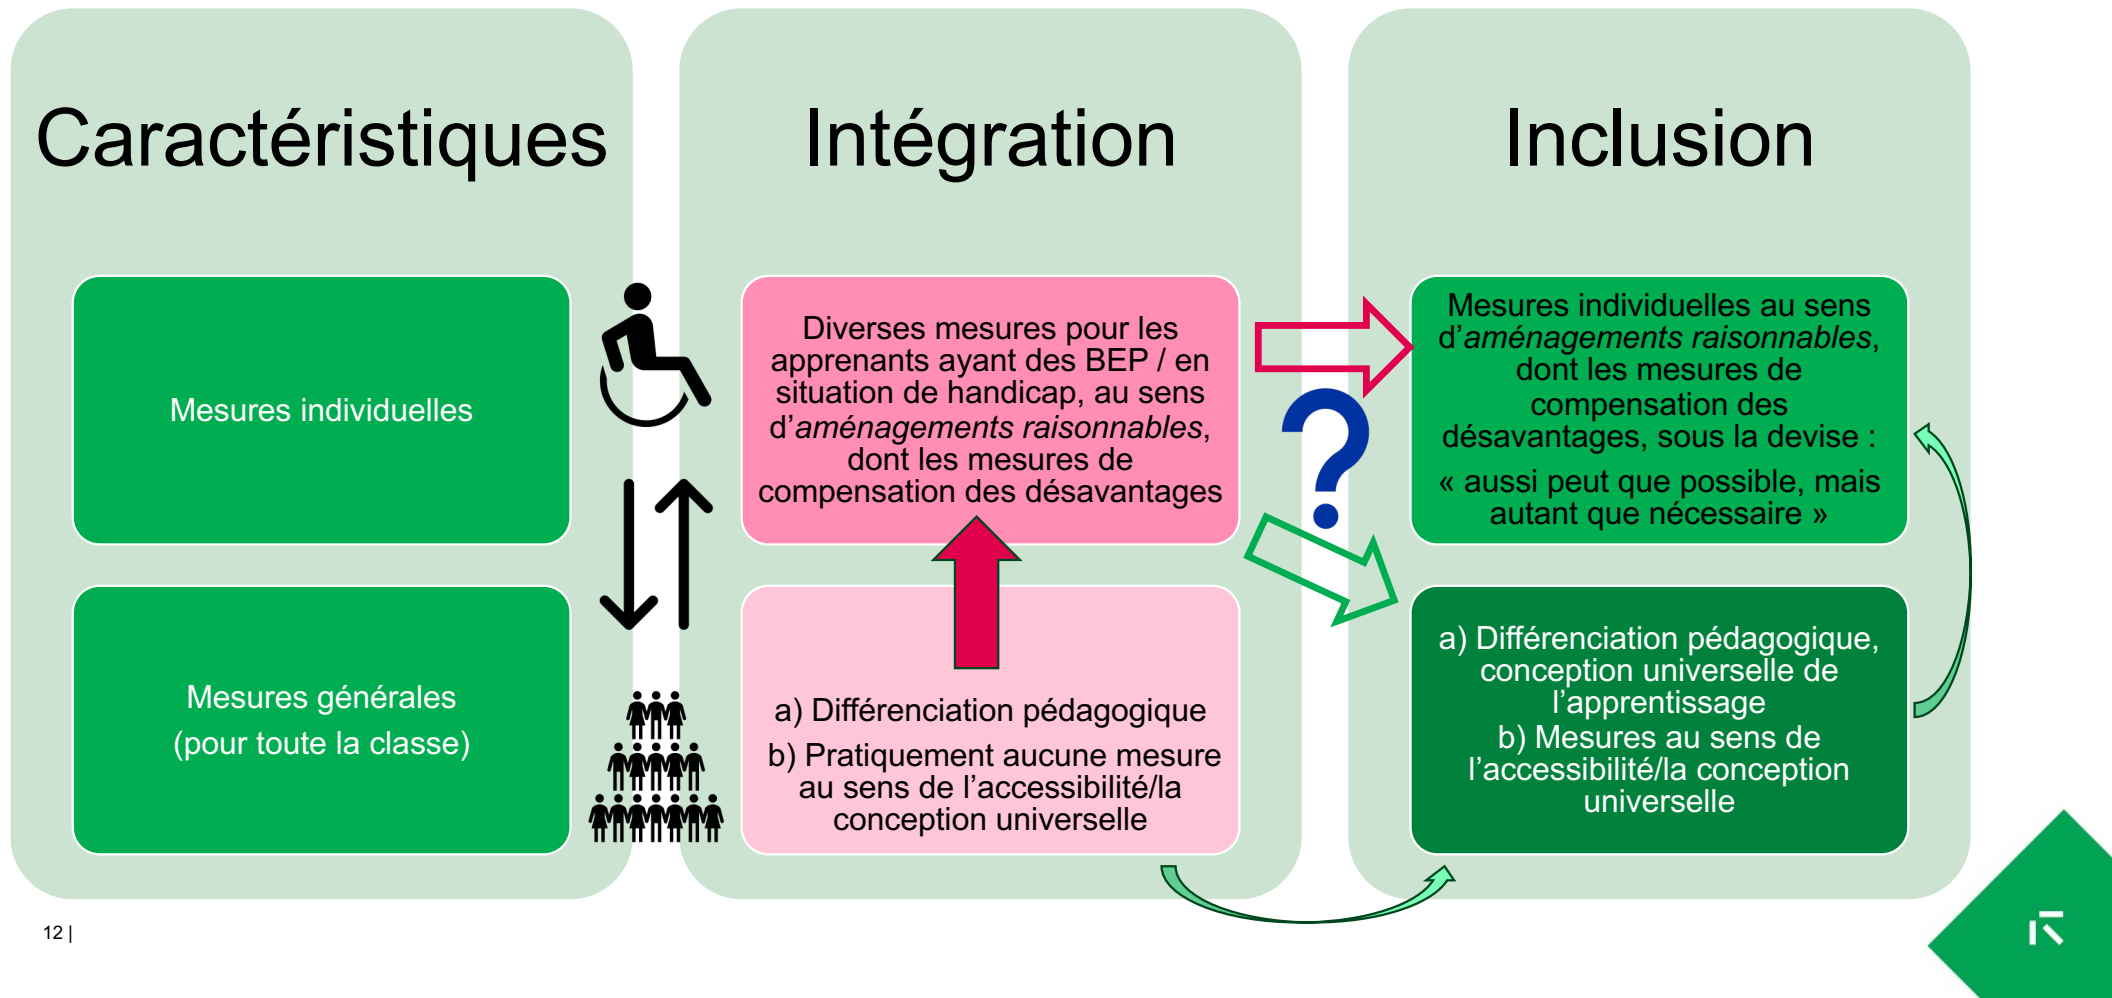 Caractéristiques
Mesures individuelles
Mesures générales
(pour toute la classe)
Intégration
Diverses mesures pour les
apprenants ayant des BEP / en
situation de handicap, au sens
d’aménagements raisonnables,
dont les mesures de
compensation des désavantages
a) Différenciation pédagogique
b) Pratiquement aucune mesure
au sens de l’accessibilité/la
conception universelle
?
Inclusion
Mesures individuelles au sens
d’aménagements raisonnables,
dont les mesures de
compensation des
désavantages, sous la devise :
« aussi peut que possible, mais
autant que nécessaire »
a) Différenciation pédagogique,
conception universelle de
l’apprentissage
b) Mesures au sens de
l’accessibilité/la conception
universelle
12 |